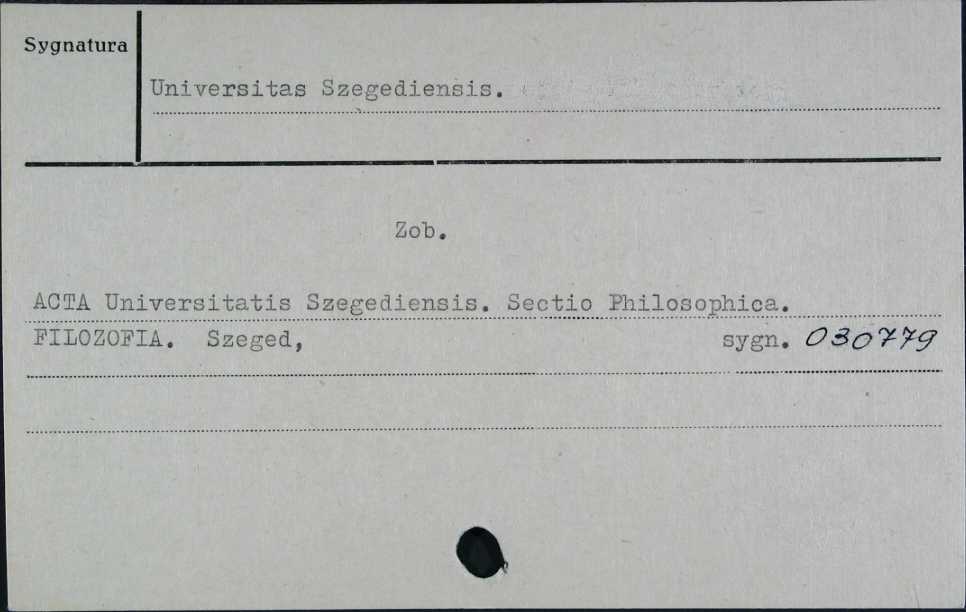 Sygnatura
Universitas Szegediensis.
Zob.
ACTA Universitatis Szegediensis. Sectio Philosophica.
FILOZOFIA. Szeged, sygn. 030779